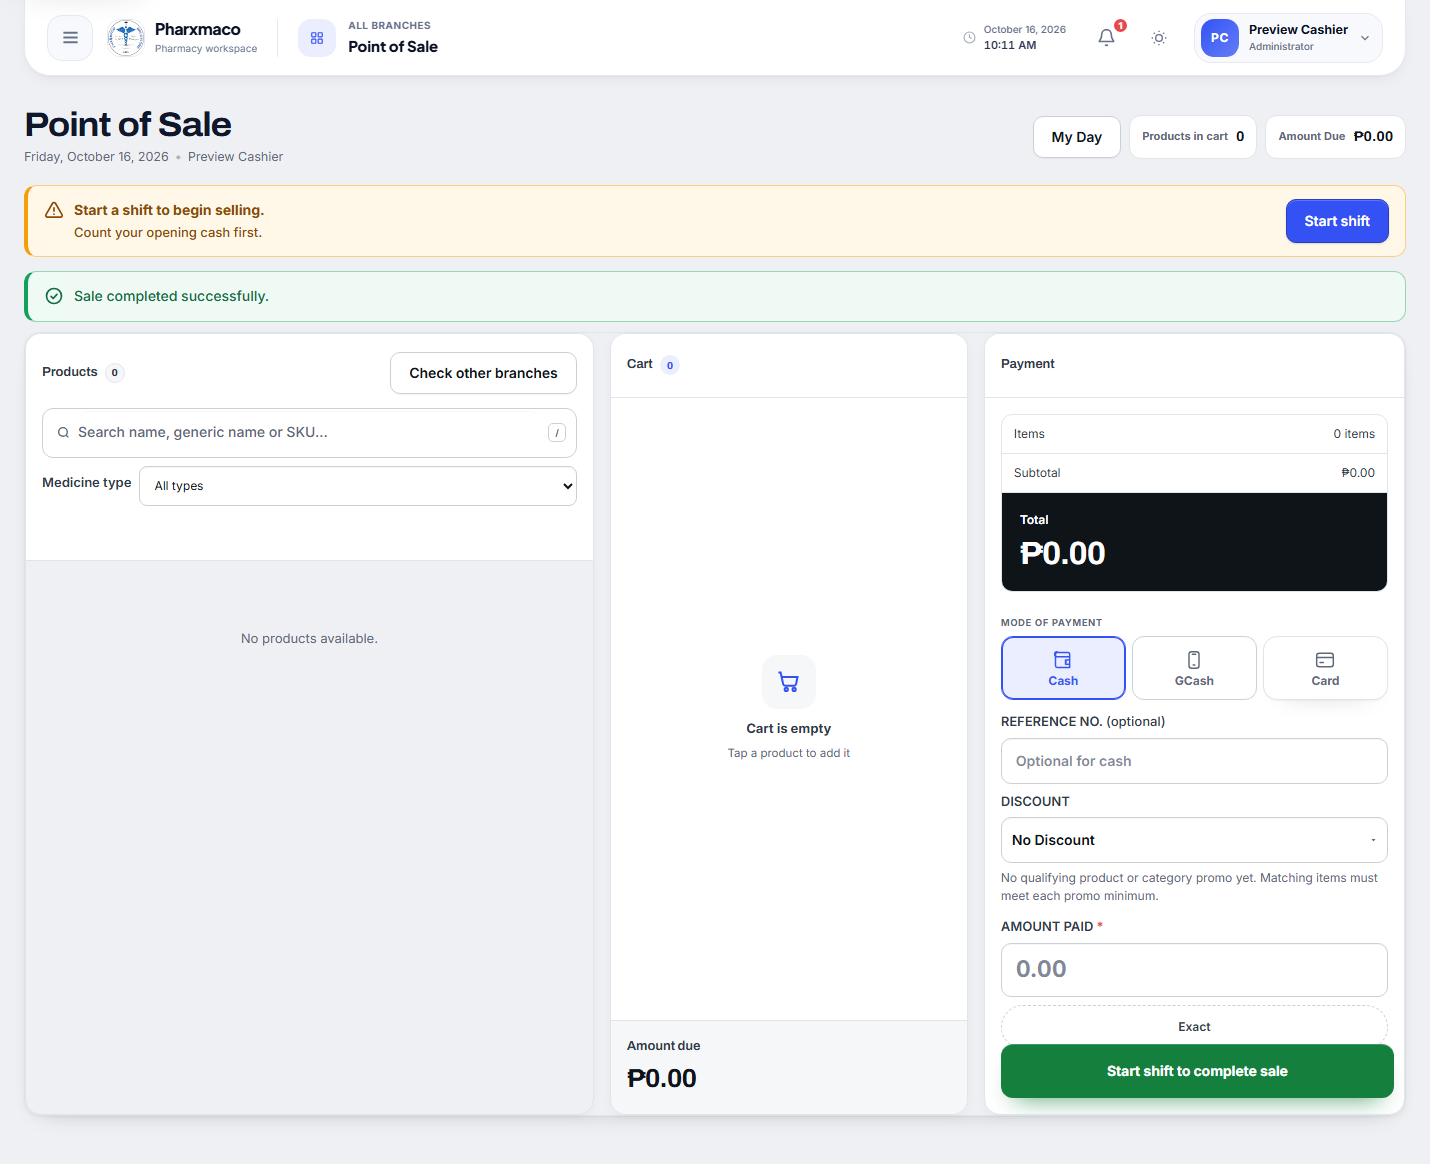 Pharxmaco
Pharmacy workspace
ALL BRANCHES
Point of Sale
October 16, 2026
10:11 AM
1
PC
Preview Cashier
Administrator
Point of Sale
Friday, October 16, 2026 • Preview Cashier
My Day
Products in cart 0
Amount Due ₱0.00
Start a shift to begin selling.
Count your opening cash first.
Start shift
Sale completed successfully.
Products 0
Check other branches
Search name, generic name or SKU...
/
Medicine type
All types
No products available.
Cart 0
Cart is empty
Tap a product to add it
Amount due
₱0.00
Payment
Items 0 items
Subtotal ₱0.00
Total
₱0.00
MODE OF PAYMENT
Cash
GCash
Card
REFERENCE NO. (optional)
Optional for cash
DISCOUNT
No Discount
No qualifying product or category promo yet. Matching items must
meet each promo minimum.
AMOUNT PAID *
0.00
Exact
Start shift to complete sale